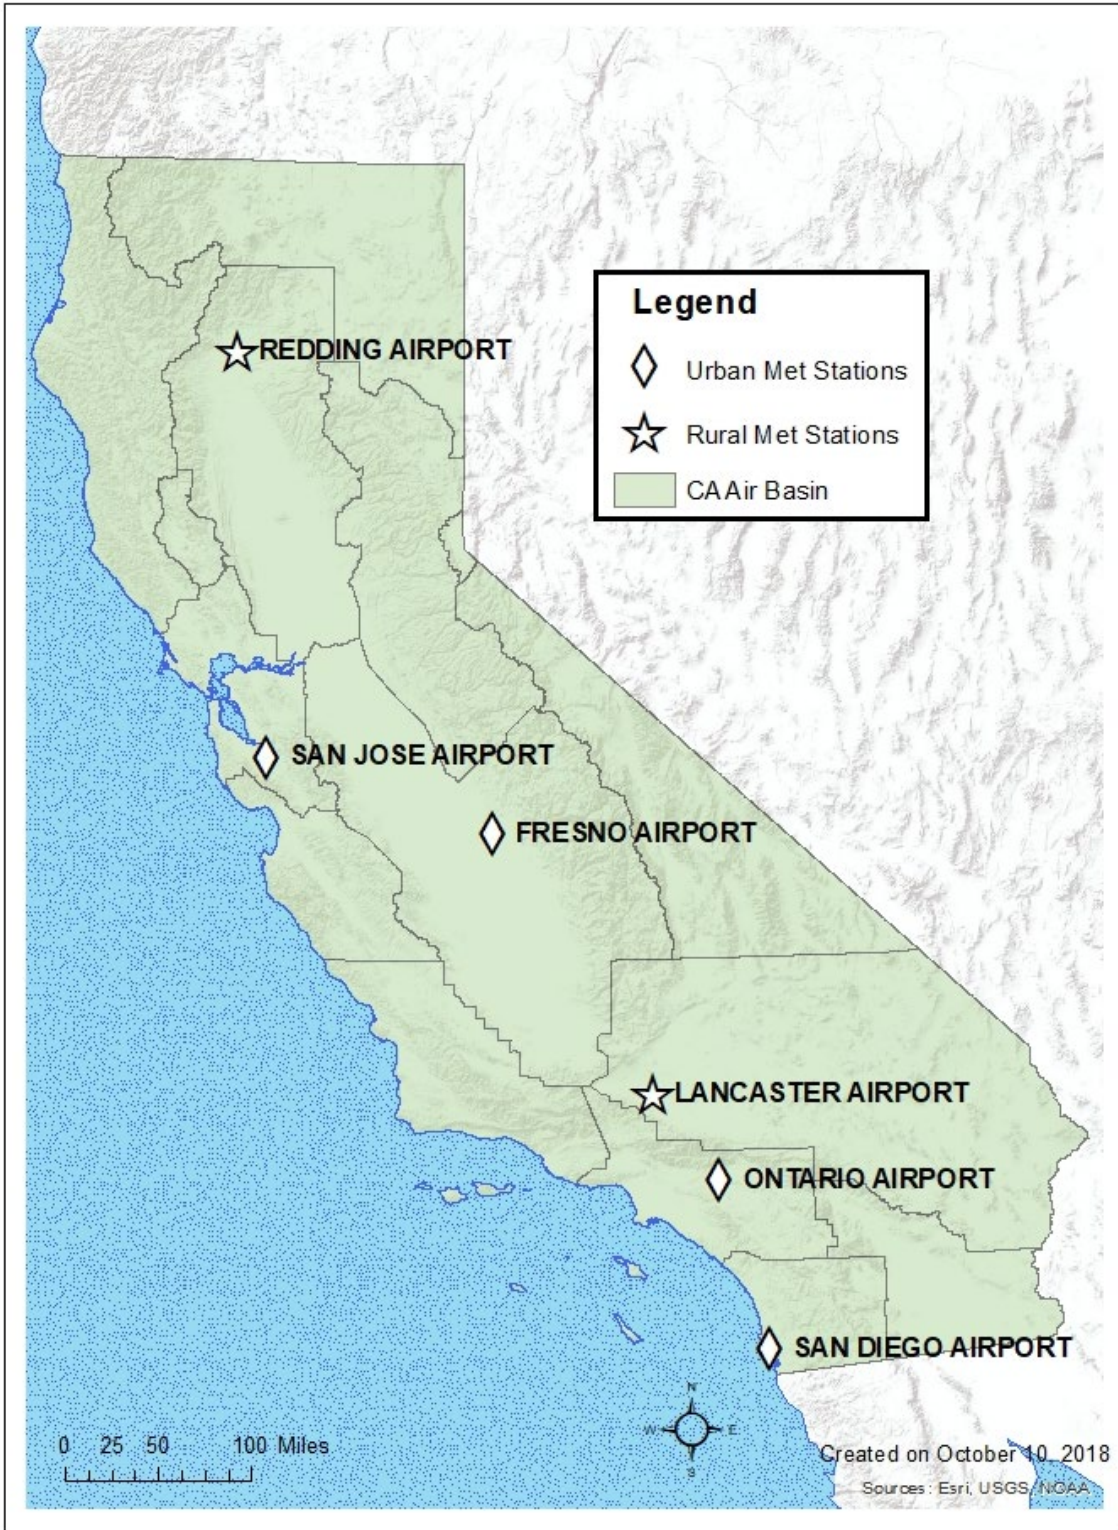 Legend
Urban Met Stations
Rural Met Stations
CA Air Basin
REDDING AIRPORT
SAN JOSE AIRPORT
FRESNO AIRPORT
LANCASTER AIRPORT
ONTARIO AIRPORT
SAN DIEGO AIRPORT
N
W E
S
0 25 50 100 Miles
Created on October 10, 2018
Sources: Esri, USGS, NOAA